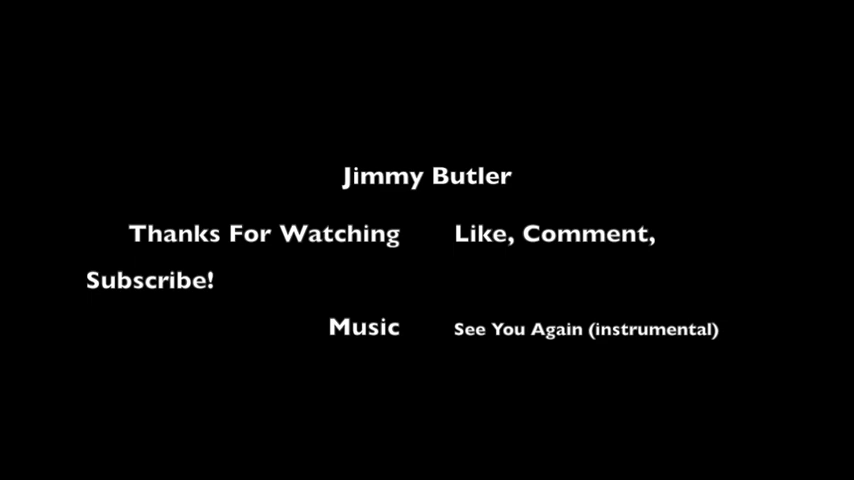 Jimmy Butler
Thanks For Watching Like, Comment,
Subscribe!
Music See You Again (instrumental)